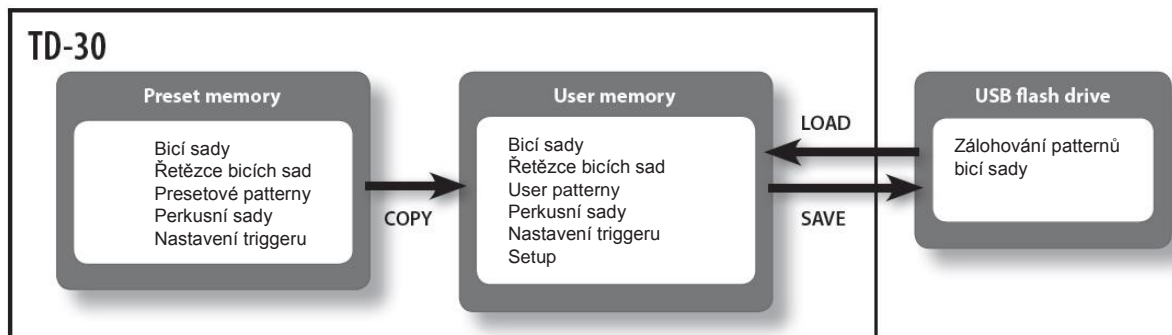 TD-30
Preset memory
Bicí sady
Řetězce bicích sad
Presetové patterny
Perkusní sady
Nastavení triggeru
COPY
User memory
Bicí sady
Řetězce bicích sad
User patterny
Perkusní sady
Nastavení triggeru
Setup
LOAD
SAVE
USB flash drive
Zálohování patternů
bicí sady